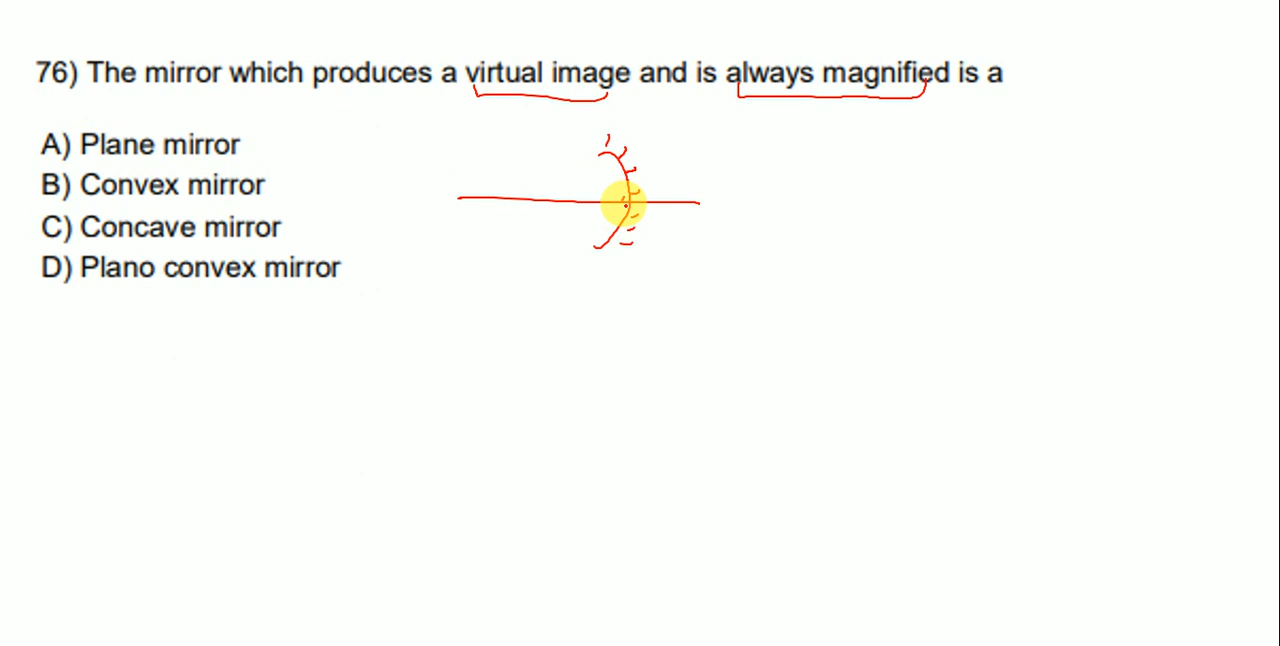 76) The mirror which produces a virtual image and is always magnified is a
A) Plane mirror
B) Convex mirror
C) Concave mirror
D) Plano convex mirror